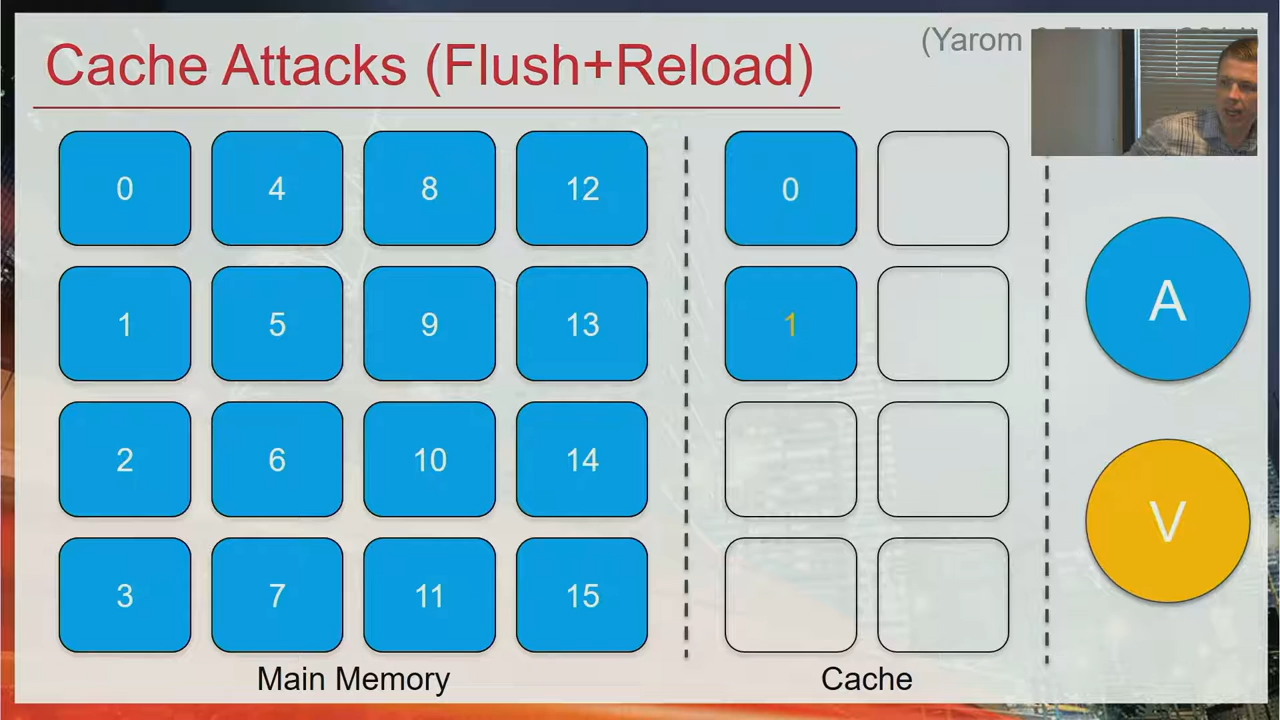 Cache Attacks (Flush+Reload)
(Yarom
0 4 8 12 0
1 5 9 13 1
A
2 6 10 14
V
3 7 11 15
Main Memory Cache